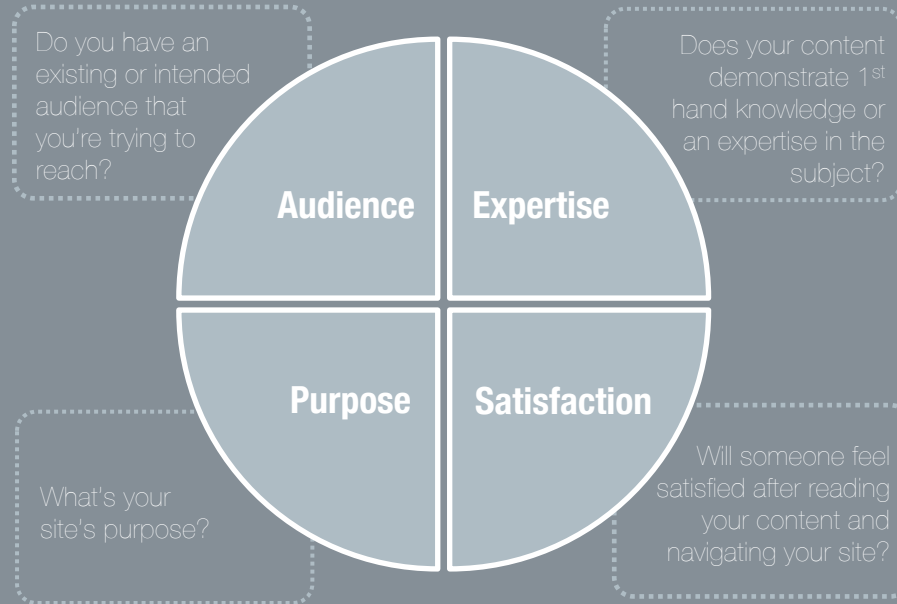 Do you have an
existing or intended
audience that
you're trying to
reach?
Does your content
demonstrate 1st
hand knowledge or
an expertise in the
subject?
Audience
Expertise
Purpose
Satisfaction
What's your
site's purpose?
Will someone feel
satisfied after reading
your content and
navigating your site?